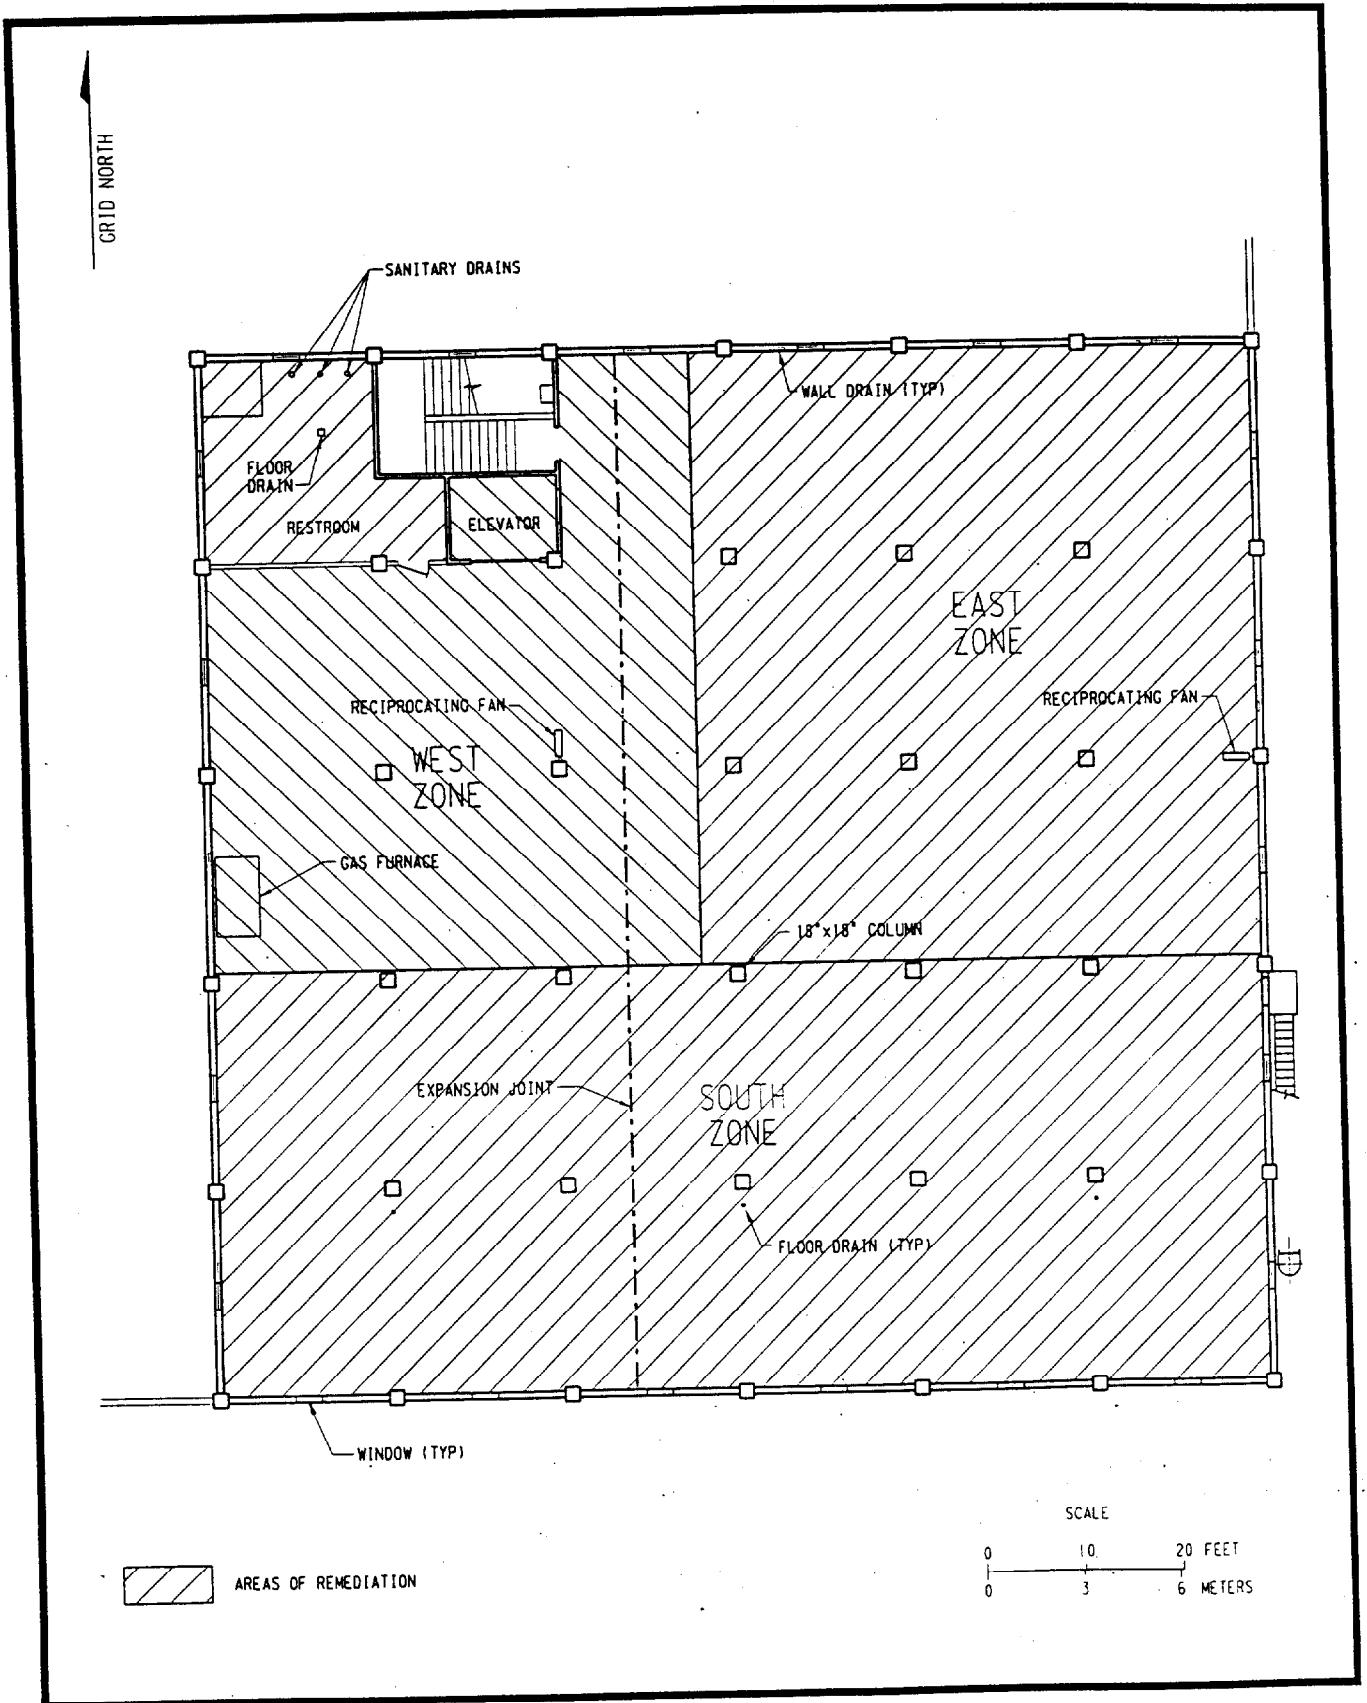 GRID NORTH
SANITARY DRAINS
WALL DRAIN (TYP)
FLOOR
DRAIN
RESTROOM
ELEVATOR
EAST
ZONE
RECIPROCATING FAN
RECIPROCATING FAN
WEST
ZONE
GAS FURNACE
18"x18" COLUMN
EXPANSION JOINT
SOUTH
ZONE
FLOOR DRAIN (TYP)
WINDOW (TYP)
SCALE
0 10 20 FEET
0 3 6 METERS
AREAS OF REMEDIATION